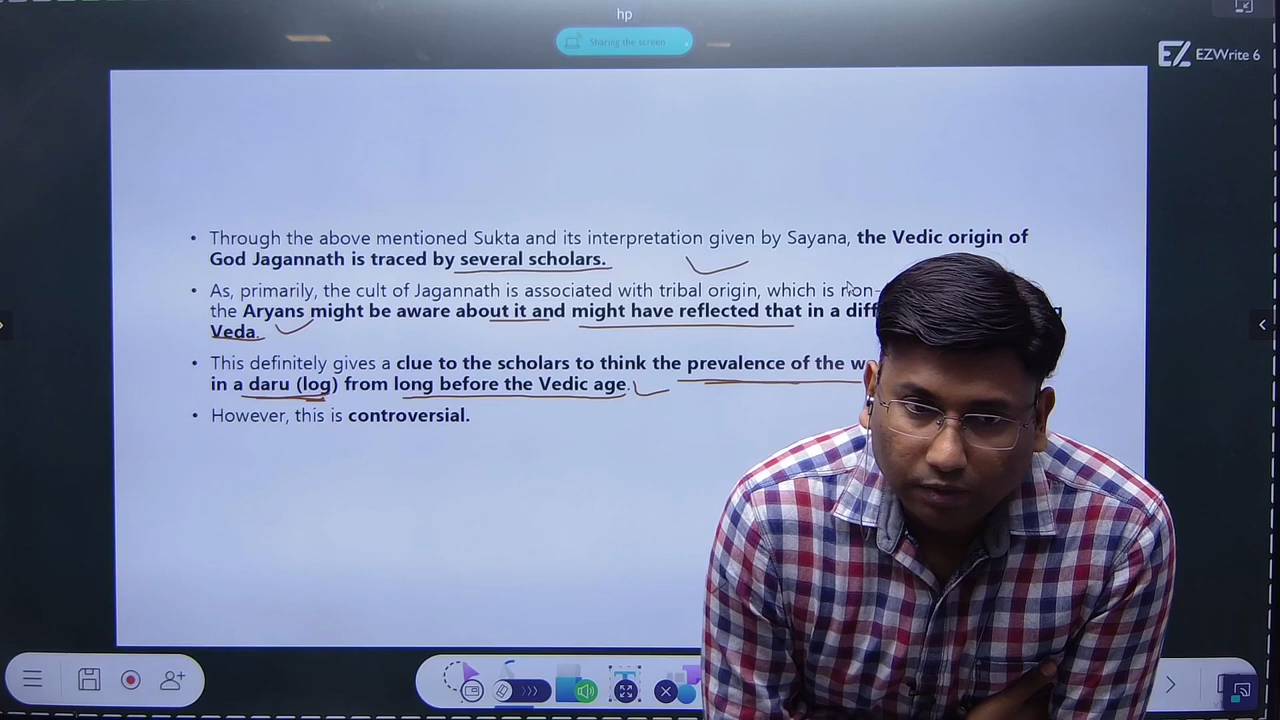 hp
Sharing the screen
EZ EZWrite 6
• Through the above mentioned Sukta and its interpretation given by Sayana, the Vedic origin of
God Jagannath is traced by several scholars.
• As, primarily, the cult of Jagannath is associated with tribal origin, which is non-
the Aryans might be aware about it and might have reflected that in a
Veda.
• This definitely gives a clue to the scholars to think the prevalence of the
in a daru (log) from long before the Vedic age.
• However, this is controversial.